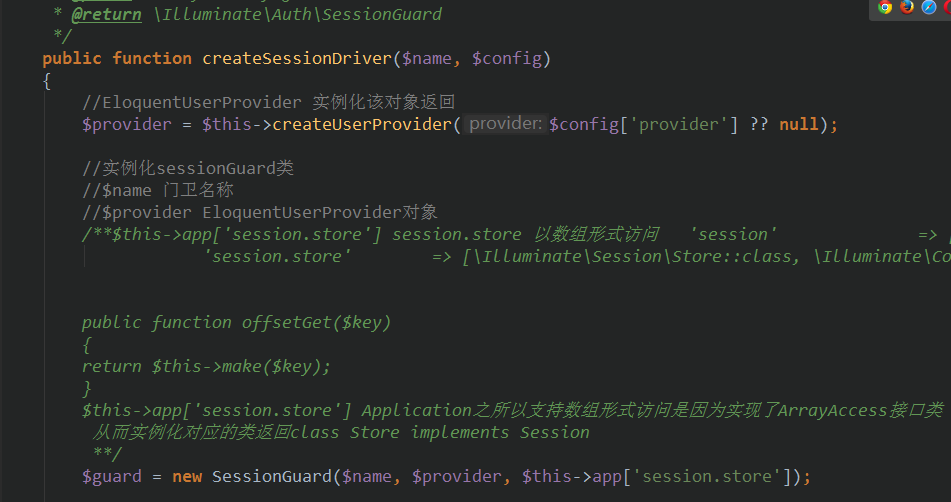 * @return \Illuminate\Auth\SessionGuard
*/
public function createSessionDriver($name, $config)
{
//EloquentUserProvider 实例化该对象返回
$provider = $this->createUserProvider( provider: $config['provider'] ?? null);
//实例化sessionGuard类
//$name 门卫名称
//$provider EloquentUserProvider对象
/**$this->app['session.store'] session.store 以数组形式访问 'session' => [
'session.store' => [\Illuminate\Session\Store::class, \Illuminate\Co
public function offsetGet($key)
{
return $this->make($key);
}
$this->app['session.store'] Application之所以支持数组形式访问是因为实现了ArrayAccess接口类
从而实例化对应的类返回class Store implements Session
**/
$guard = new SessionGuard($name, $provider, $this->app['session.store']);